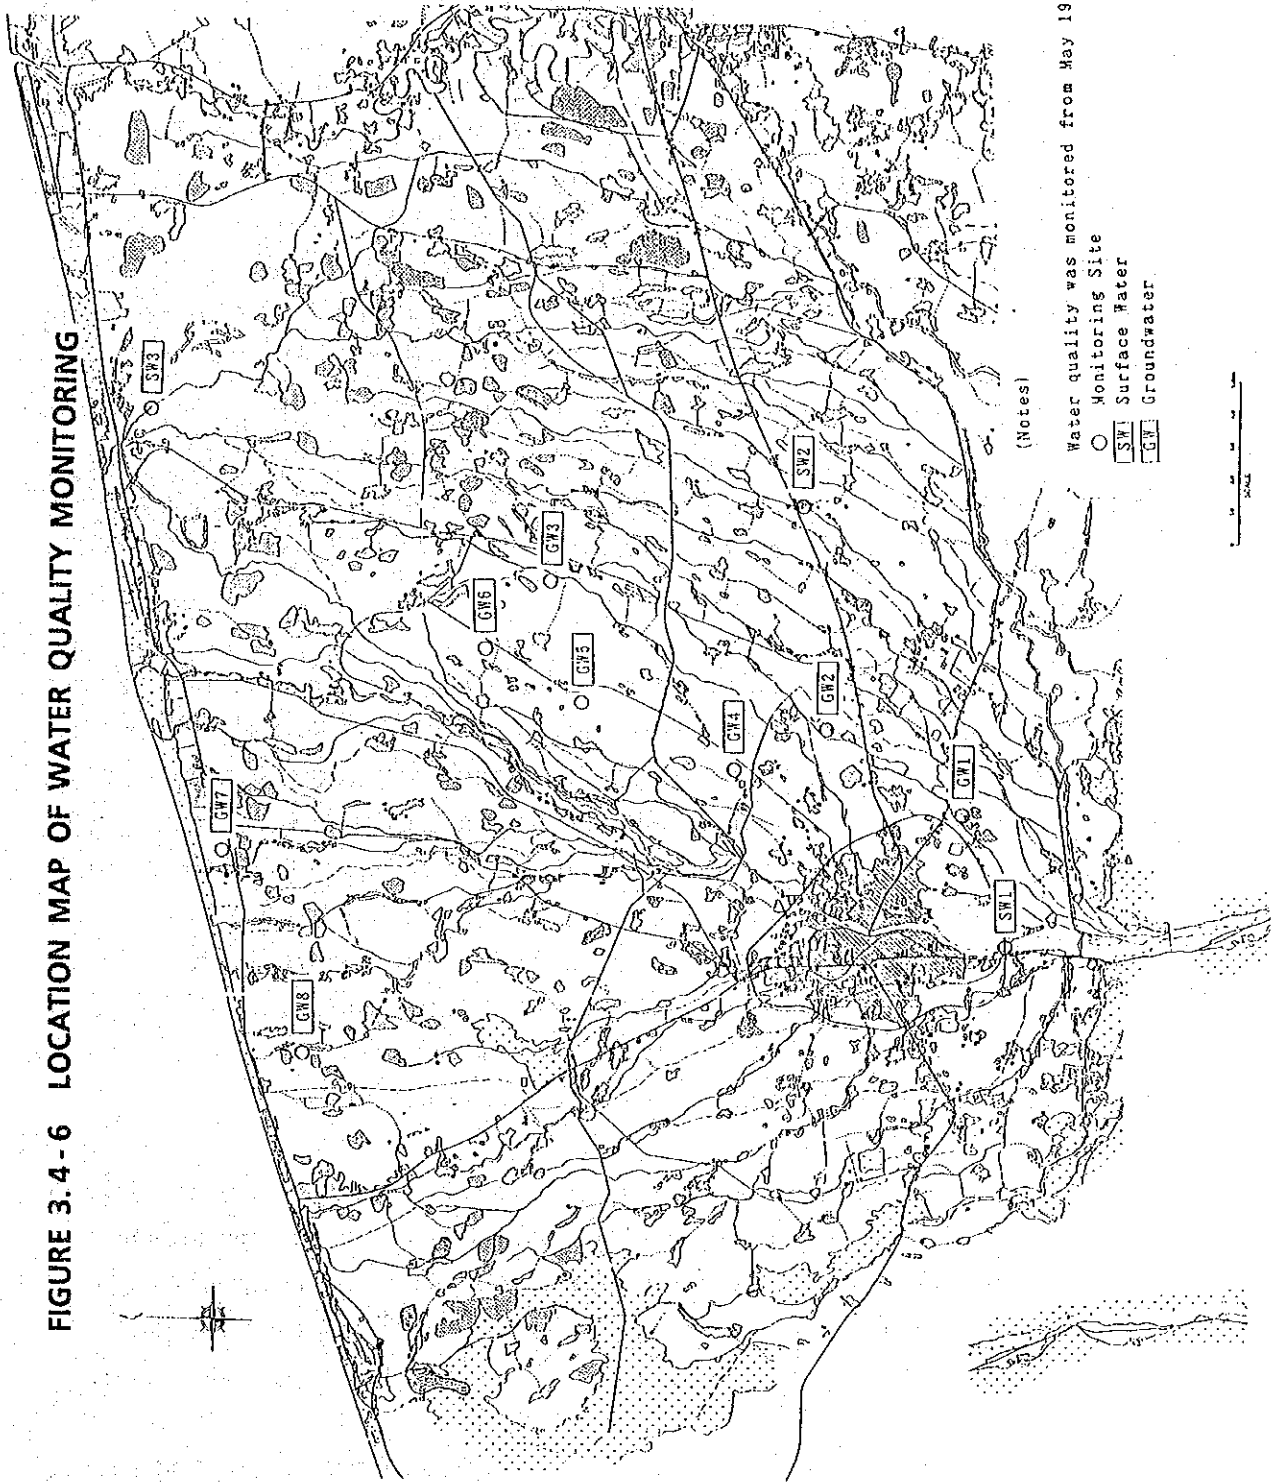 FIGURE 3.4-6 LOCATION MAP OF WATER QUALITY MONITORING
SW3
GW3
GW6
GW5
SW2
GW7
GW4
GW2
GW8
GW1
SW1
(Notes)
Water quality was monitored from May 19
Monitoring Site
SW Surface Water
GW Groundwater
SCALE